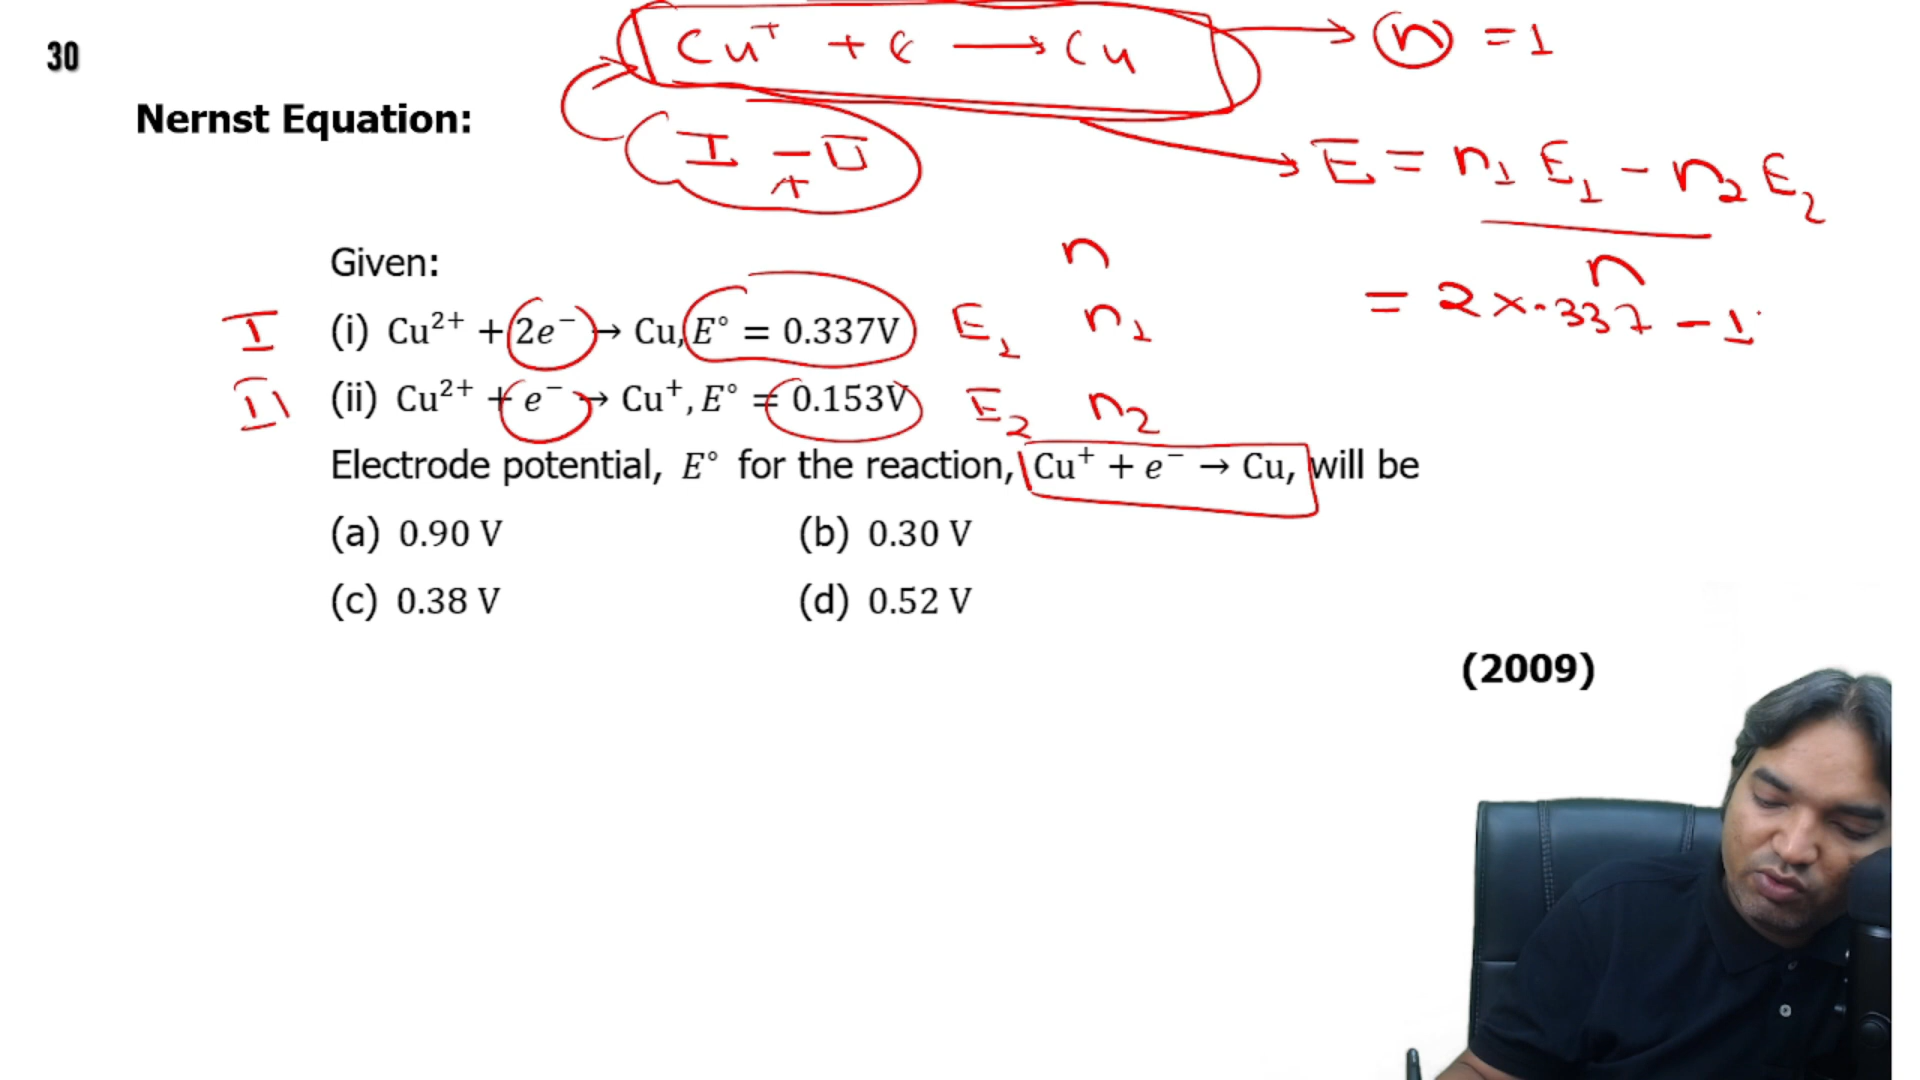 30
Cu⁺ + e ⟶ Cu → n = 1
Nernst Equation:
I − II
E = n₁E₁ − n₂E₂
n
Given:
n
I (i) Cu²⁺ + 2e⁻ → Cu, E° = 0.337V E₁ n₁
= 2 × .337 − 1
II (ii) Cu²⁺ + e⁻ → Cu⁺, E° = 0.153V E₂ n₂
Electrode potential, E° for the reaction, Cu⁺ + e⁻ → Cu, will be
(a) 0.90 V (b) 0.30 V
(c) 0.38 V (d) 0.52 V
(2009)